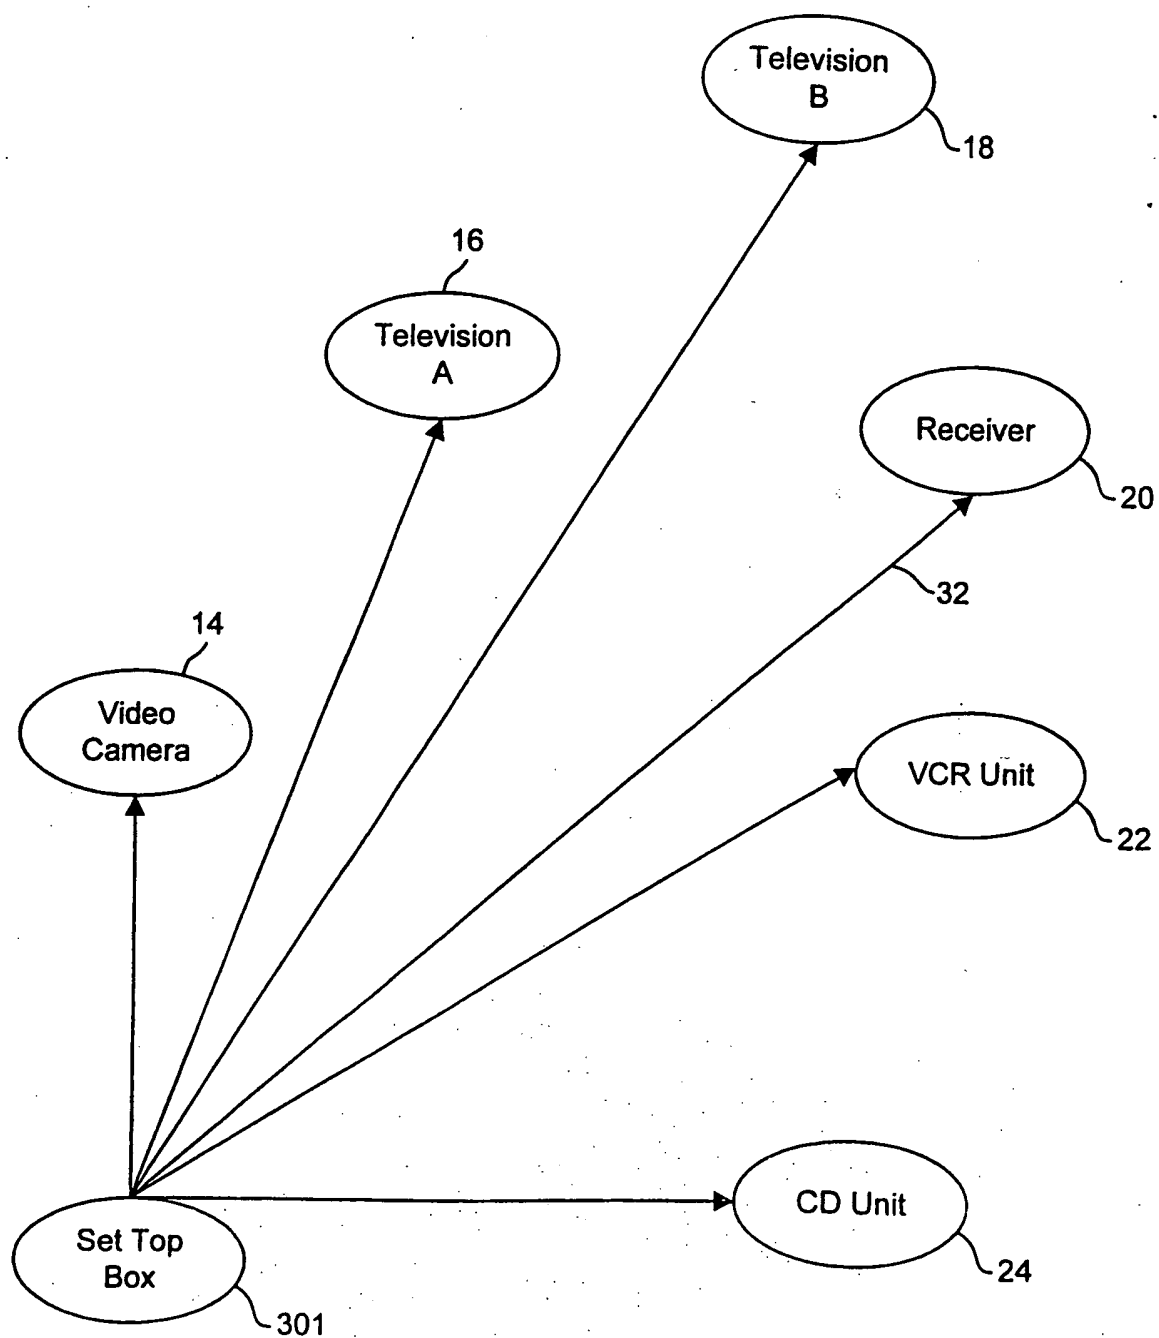 Television
B
18
16
Television
A
Receiver
20
32
14
Video
Camera
VCR Unit
22
CD Unit
24
Set Top
Box
301